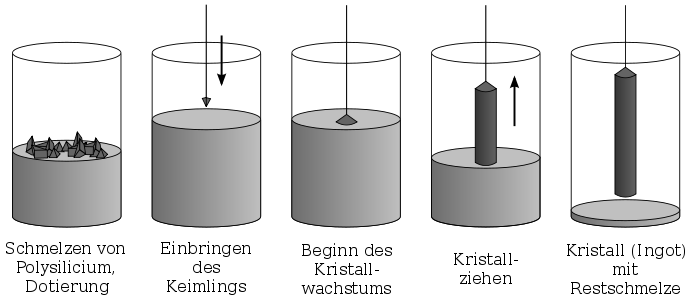 Schmelzen von
Polysilicium,
Dotierung
Einbringen
des
Keimlings
Beginn des
Kristall-
wachstums
Kristall-
ziehen
Kristall (Ingot)
mit
Restschmelze